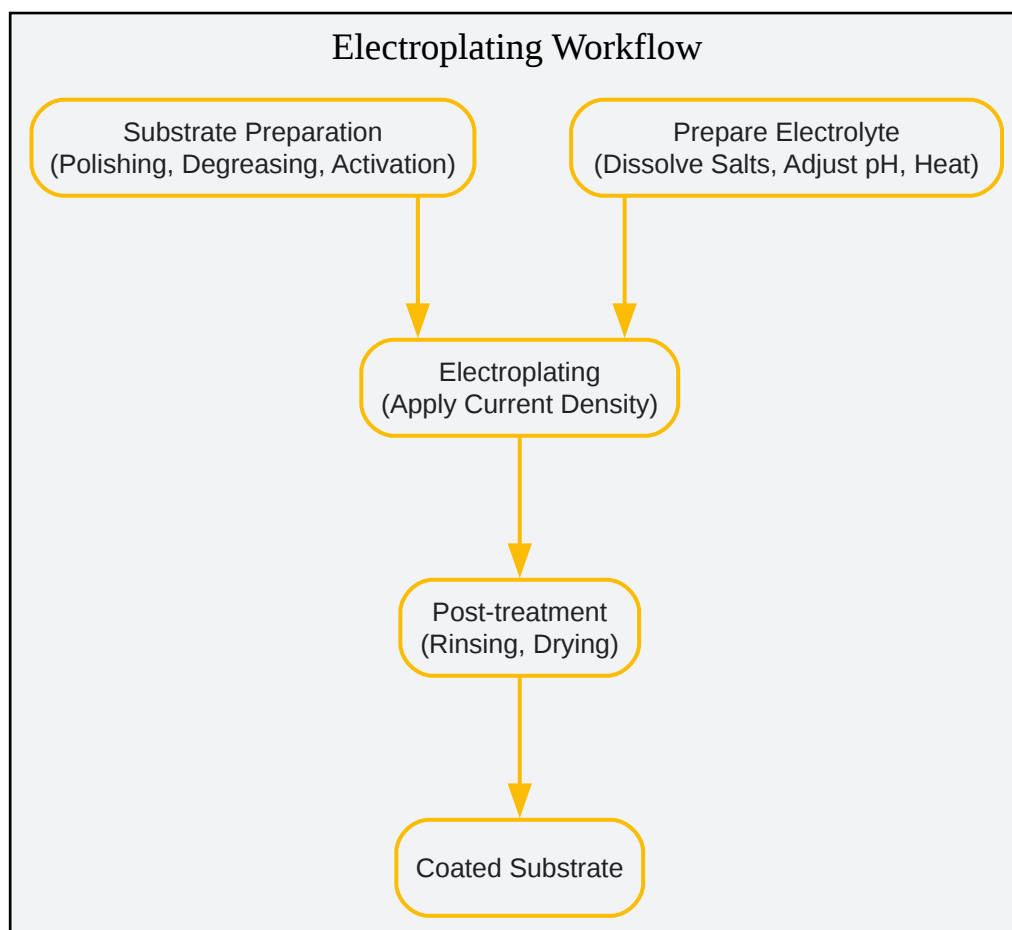 Electroplating Workflow
Substrate Preparation
(Polishing, Degreasing, Activation)
Prepare Electrolyte
(Dissolve Salts, Adjust pH, Heat)
Electroplating
(Apply Current Density)
Post-treatment
(Rinsing, Drying)
Coated Substrate